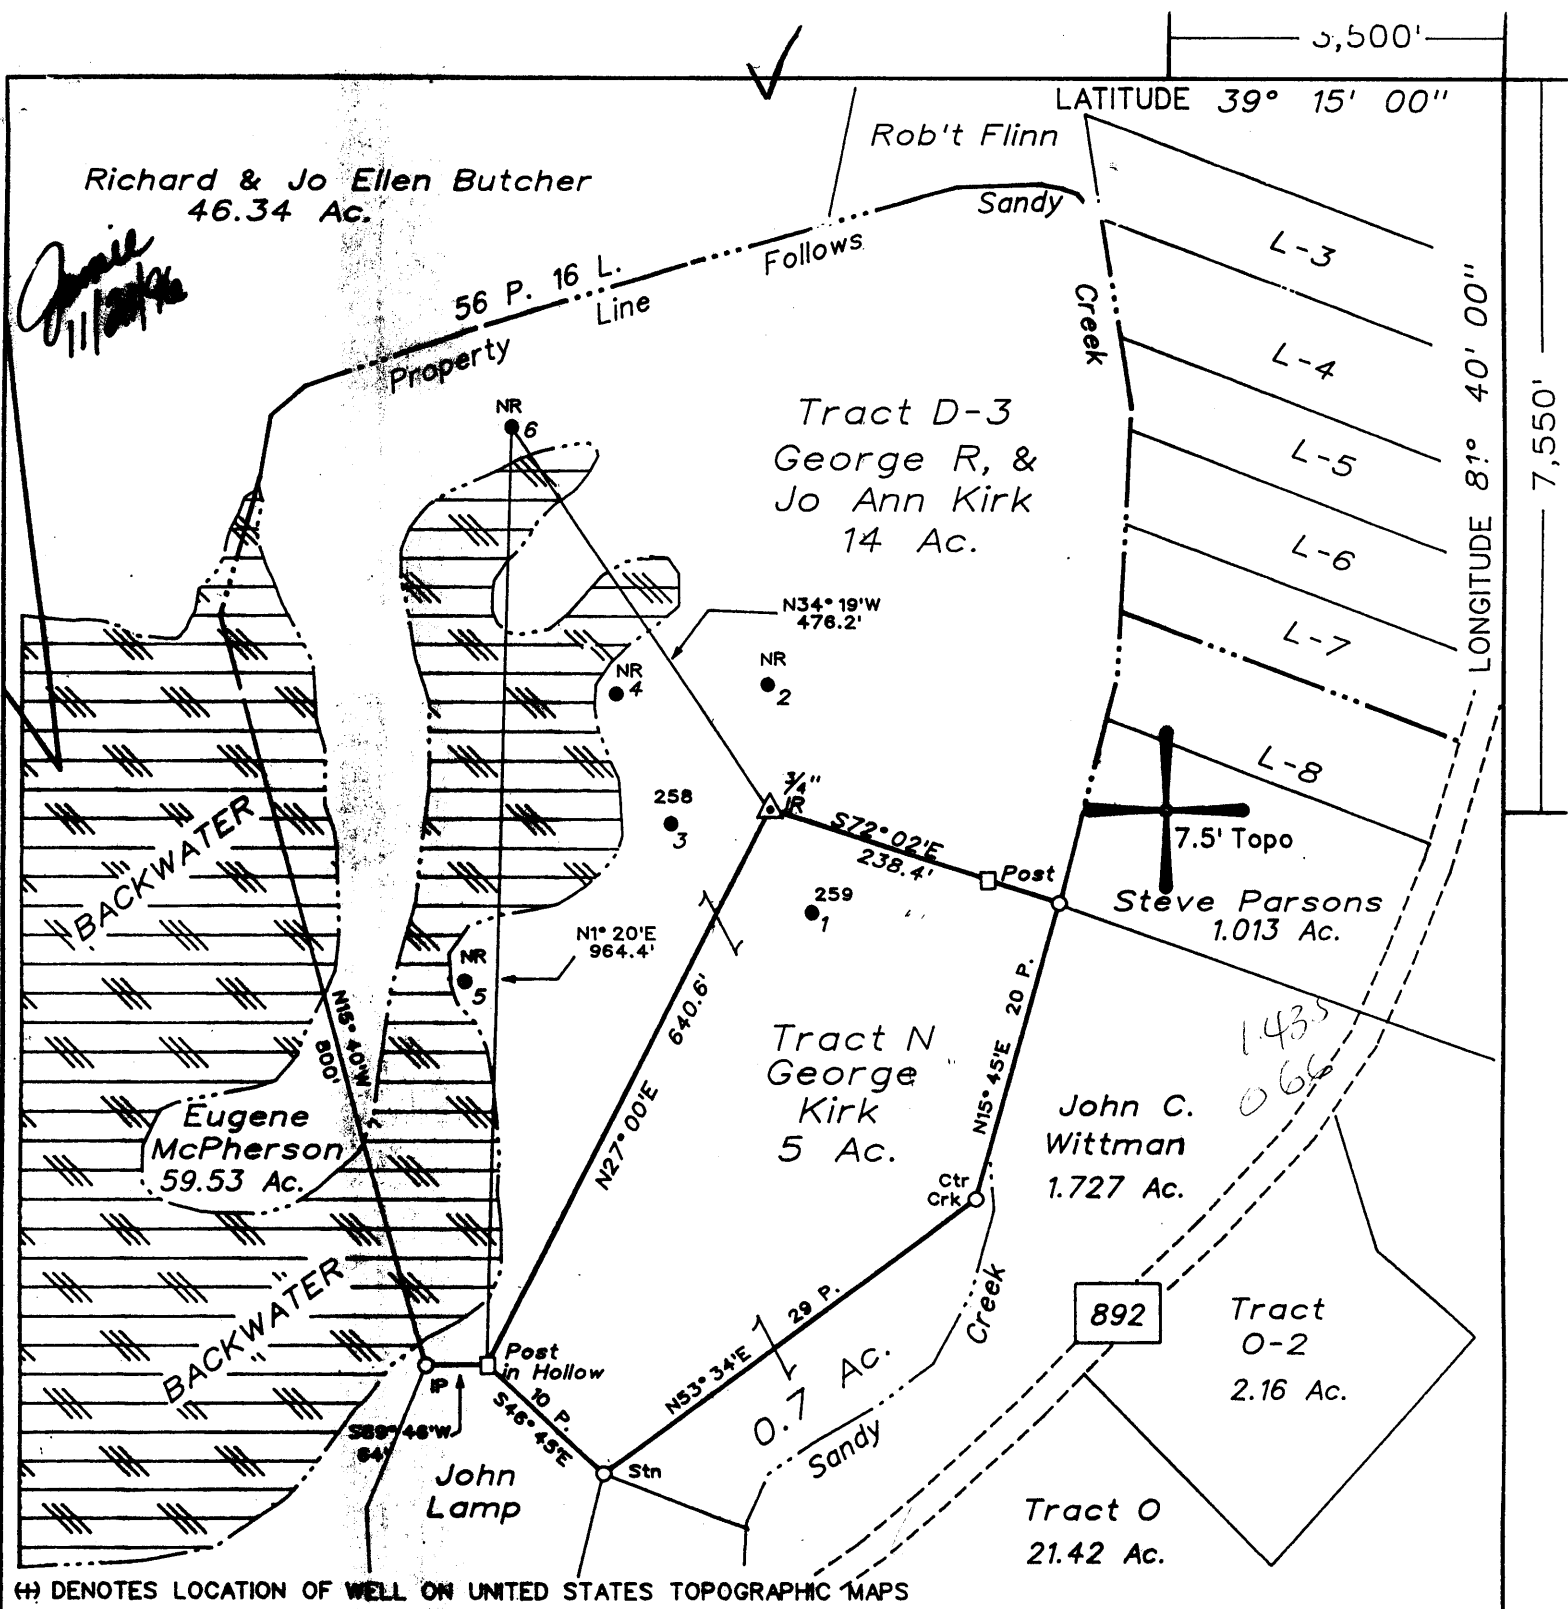 ,500'
LATITUDE 39° 15' 00"
Rob't Flinn
Richard & Jo Ellen Butcher
46.34 Ac.
Sandy
Follows
L-3
11/20/96
56 P. 16 L.
Line
Property
Creek
L-4
LONGITUDE 81° 40' 00"
7,550'
NR
6
Tract D-3
George R, &
Jo Ann Kirk
14 Ac.
L-5
L-6
N34° 19'W
476.2'
L-7
NR
4
NR
2
L-8
3/4"
IR
258
3
S72° 02'E
238.4'
Post
7.5' Topo
BACKWATER
259
1
Steve Parsons
1.013 Ac.
N1° 20'E
964.4'
NR
5
N15° 40'W
800'
640.6'
N27° 00'E
20 P.
N15° 45'E
Tract N
George
Kirk
5 Ac.
1.435
066
Eugene
McPherson
59.53 Ac.
John C.
Wittman
1.727 Ac.
Ctr
Crk
BACKWATER
Creek
892
Tract
O-2
2.16 Ac.
Post
in Hollow
IP
29 P.
N53° 34'E
0.7 Ac.
10 P.
S46° 45'E
S89° 46'W
64'
Stn
Sandy
John
Lamp
Tract O
21.42 Ac.
(+) DENOTES LOCATION OF WELL ON UNITED STATES TOPOGRAPHIC MAPS